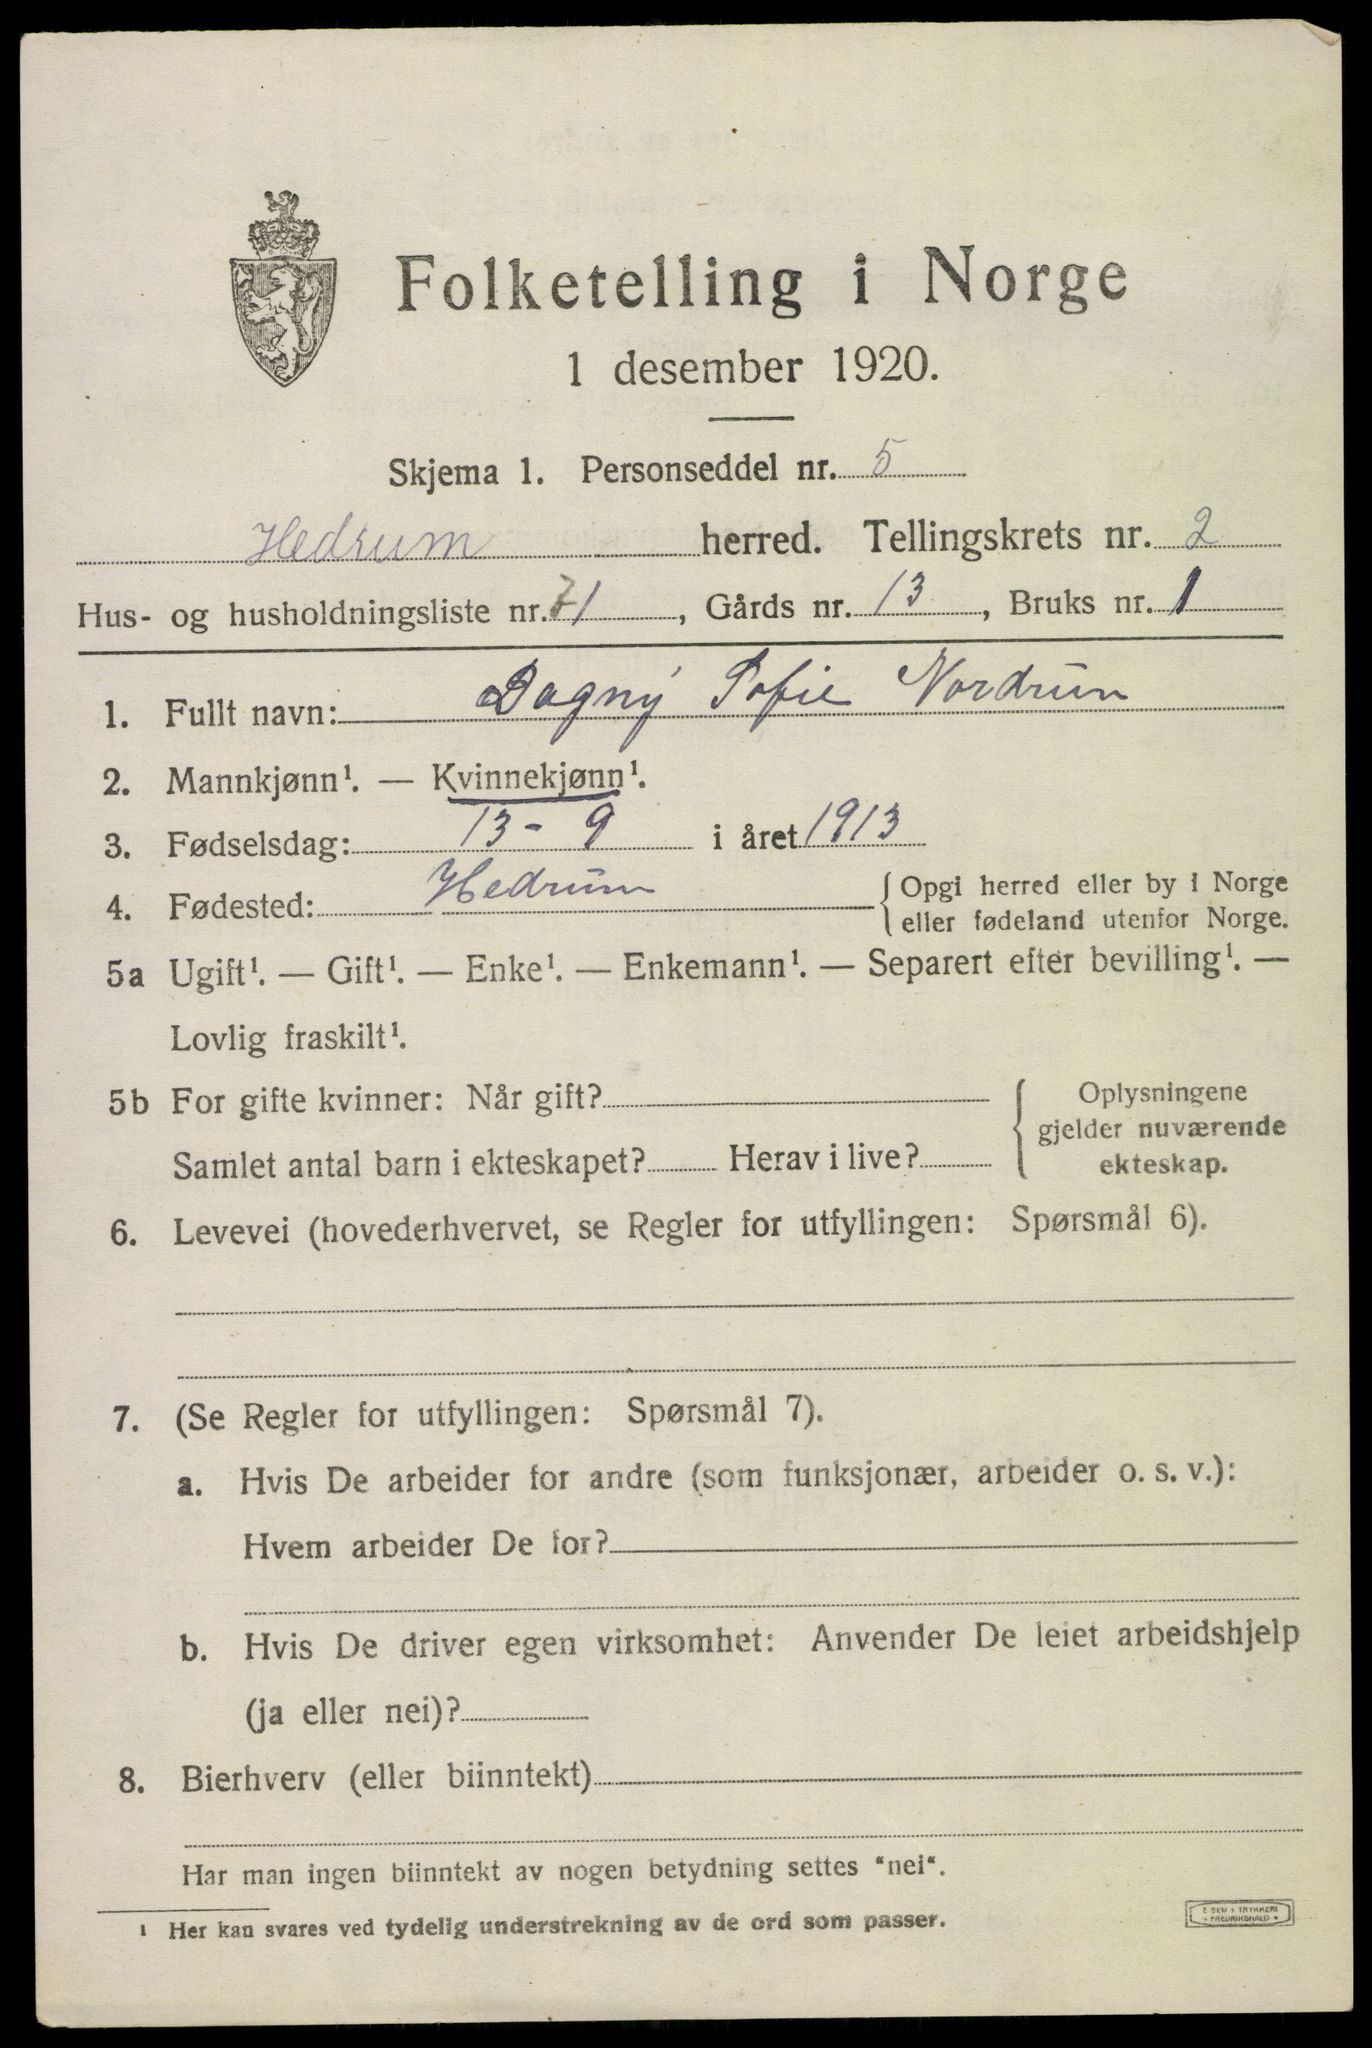 Folketelling i Norge
1 desember 1920.
Skjema 1. Personseddel nr. 5
Hedrum herred. Tellingskrets nr. 2
Hus- og husholdningsliste nr. 71, Gårds nr. 13, Bruks nr. 1
1. Fullt navn: Dagny Sofie Nordrum
2. Mannkjønn¹. — Kvinnekjønn¹.
3. Fødselsdag: 13 - 9 i året 1913
4. Fødested: Hedrum { Opgi herred eller by i Norge
eller fødeland utenfor Norge.
5a Ugift¹. — Gift¹. — Enke¹. — Enkemann¹. — Separert efter bevilling¹. —
Lovlig fraskilt¹.
5b For gifte kvinner: Når gift? { Oplysningene
gjelder nuværende
Samlet antal barn i ekteskapet? Herav i live? ekteskap.
6. Levevei (hovederhvervet, se Regler for utfyllingen: Spørsmål 6).
7. (Se Regler for utfyllingen: Spørsmål 7).
a. Hvis De arbeider for andre (som funksjonær, arbeider o. s. v.):
Hvem arbeider De for?
b. Hvis De driver egen virksomhet: Anvender De leiet arbeidshjelp
(ja eller nei)?
8. Bierhverv (eller biinntekt)
Har man ingen biinntekt av nogen betydning settes "nei".
¹ Her kan svares ved tydelig understrekning av de ord som passer.
TRYKKERI
FREDRIKSHALD